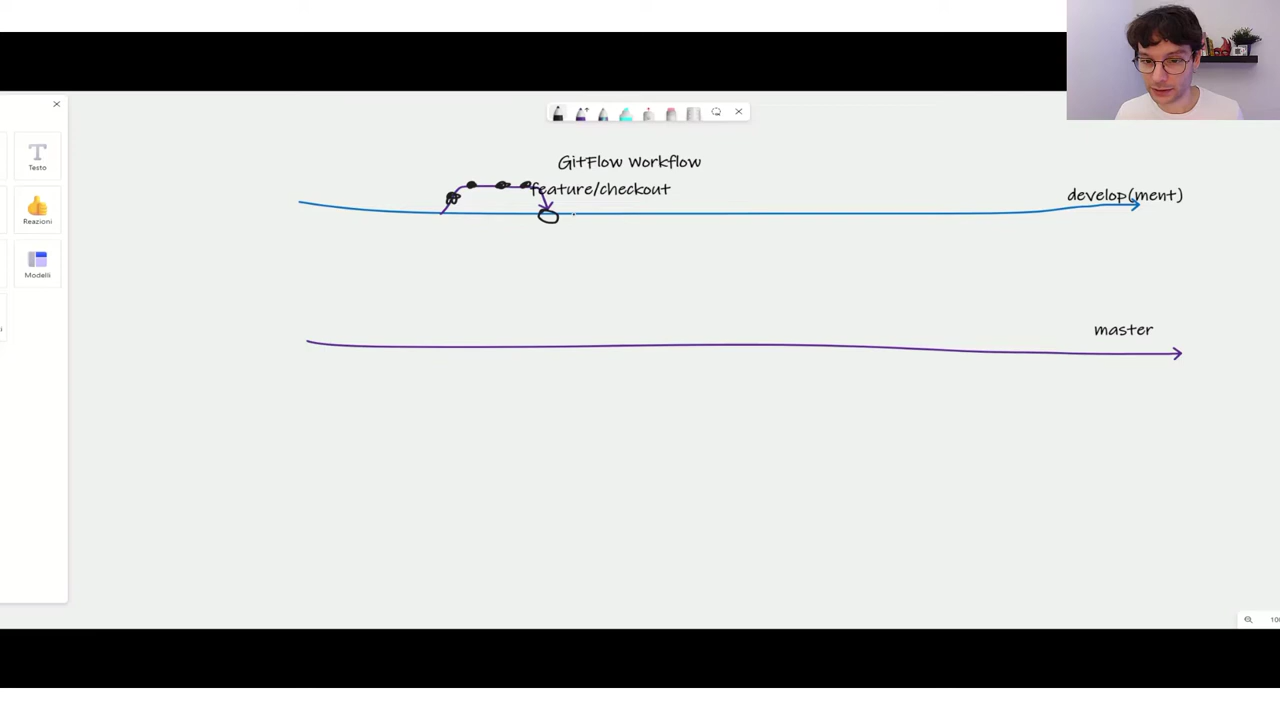 GitFlow Workflow
Testo
feature/checkout
develop(ment)
Reazioni
Modelli
master